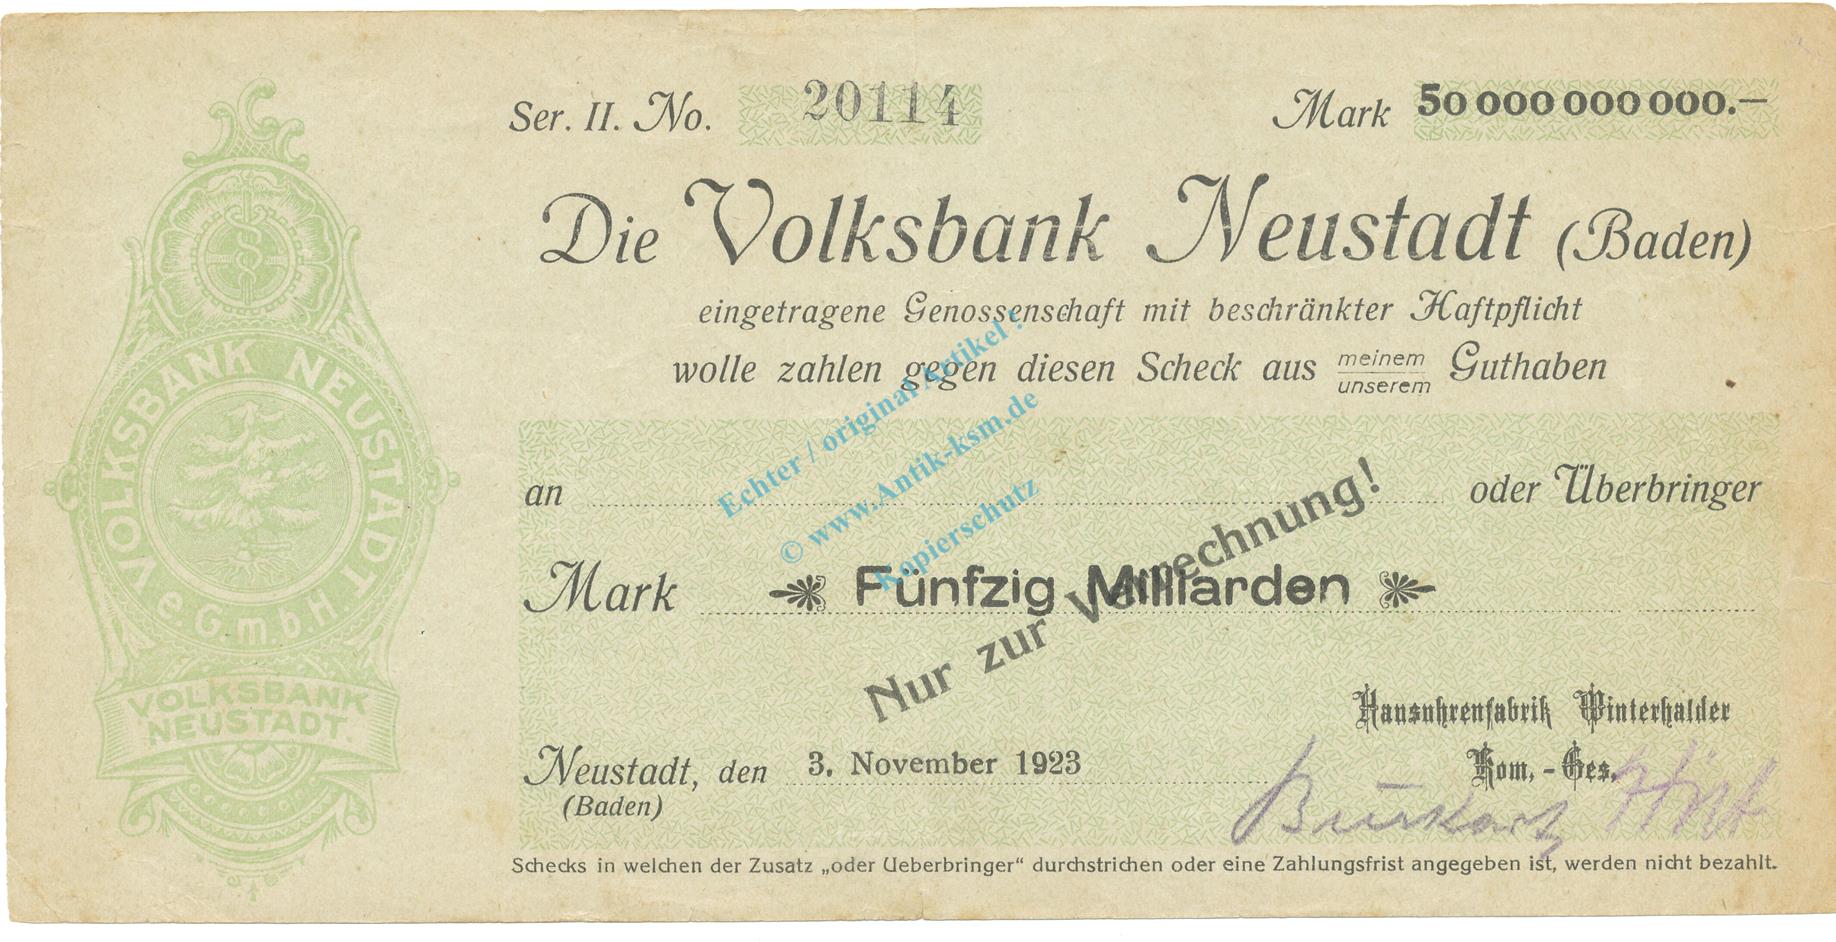 Ser. II. No. 20114
Mark 50 000 000 000.—
Die Volksbank Neustadt (Baden)
eingetragene Genossenschaft mit beschränkter Haftpflicht
wolle zahlen gegen diesen Scheck aus meinem Guthaben
unserem
an oder Überbringer
Mark Fünfzig Milliarden
Nur zur Verrechnung!
Hausuhrenfabrik Winterhalder
Kom,-Ges.
Neustadt, den 3. November 1923
(Baden)
Burkart
Schecks in welchen der Zusatz „oder Ueberbringer“ durchstrichen oder eine Zahlungsfrist angegeben ist, werden nicht bezahlt.
VOLKSBANK NEUSTADT
e.G.m.b.H.
VOLKSBANK
NEUSTADT.
Echter / original Artikel !
© www.Antik-ksm.de
Kopierschutz